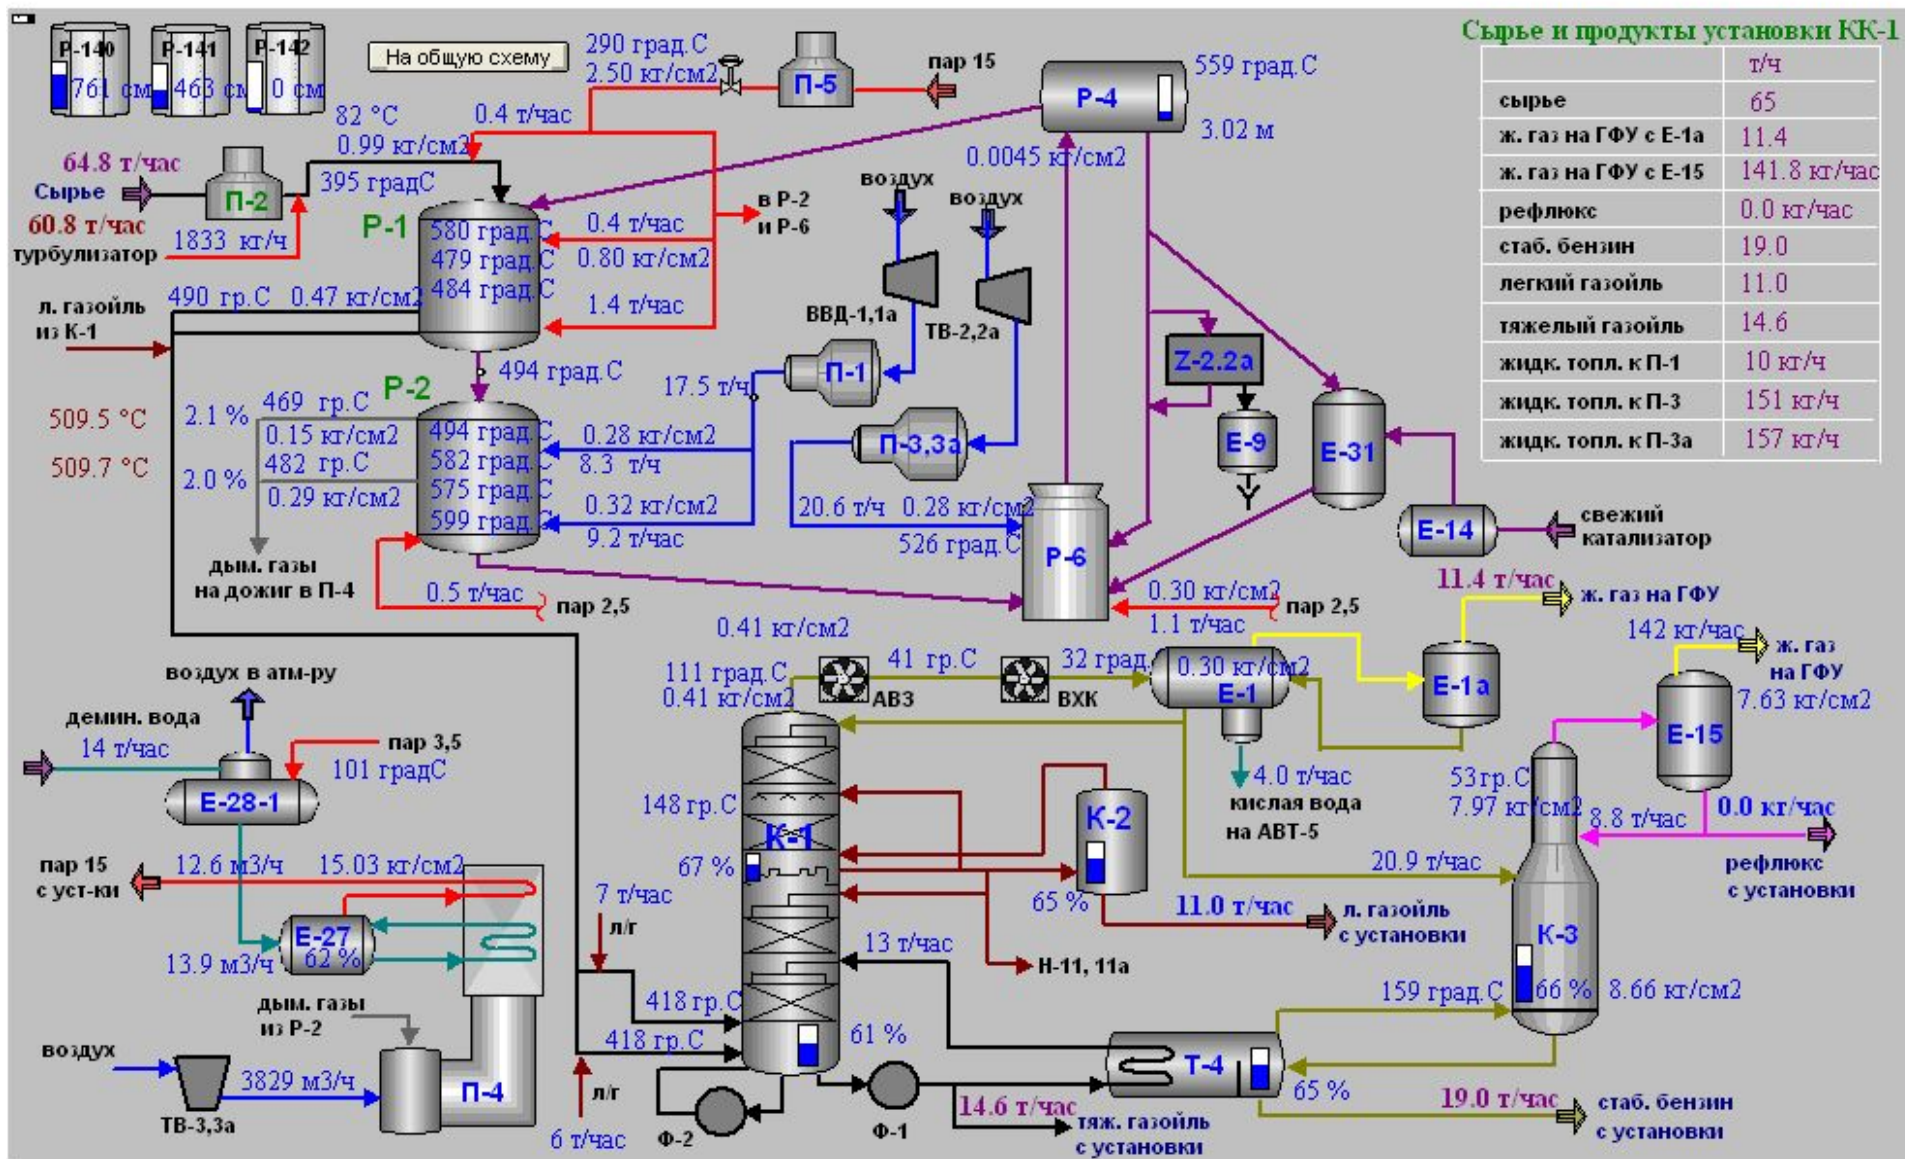 Р-140
Р-141
Р-142
761 см
463 см
0 см
На общую схему
290 град.С
2.50 кг/см2
П-5
пар 15
Р-4
559 град.С
3.02 м
0.0045 кг/см2
Сырье и продукты установки КК-1
т/ч
сырье 65
ж. газ на ГФУ с Е-1а 11.4
ж. газ на ГФУ с Е-15 141.8 кг/час
рефлюкс 0.0 кг/час
стаб. бензин 19.0
легкий газойль 11.0
тяжелый газойль 14.6
жидк. топл. к П-1 10 кг/ч
жидк. топл. к П-3 151 кг/ч
жидк. топл. к П-3а 157 кг/ч
82 °C
0.4 т/час
0.99 кг/см2
395 градС
64.8 т/час
Сырье
П-2
60.8 т/час
1833 кг/ч
турбулизатор
Р-1
580 град.С
479 град.С
484 град.С
0.4 т/час
0.80 кг/см2
1.4 т/час
в Р-2
и Р-6
воздух
воздух
ВВД-1,1а
ТВ-2,2а
л. газойль
из К-1
490 гр.С
0.47 кг/см2
494 град.С
17.5 т/ч
П-1
П-3,3а
Z-2.2а
Е-9
Е-31
Е-14
свежий
катализатор
Р-2
509.5 °C
509.7 °C
2.1 %
469 гр.С
0.15 кг/см2
2.0 %
482 гр.С
0.29 кг/см2
494 град.С
582 град.С
575 град.С
599 град.С
0.28 кг/см2
8.3 т/ч
0.32 кг/см2
9.2 т/час
20.6 т/ч
0.28 кг/см2
526 град.С
Р-6
дым. газы
на дожиг в П-4
0.5 т/час
пар 2,5
0.30 кг/см2
пар 2,5
1.1 т/час
0.41 кг/см2
111 град.С
0.41 кг/см2
41 гр.С
АВЗ
32 град.
ВХК
0.30 кг/см2
Е-1
11.4 т/час
ж. газ на ГФУ
Е-1а
142 кг/час
ж. газ
на ГФУ
7.63 кг/см2
Е-15
воздух в атм-ру
демин. вода
14 т/час
пар 3,5
101 градС
Е-28-1
4.0 т/час
кислая вода
на АВТ-5
53гр.С
7.97 кг/см2
8.8 т/час
0.0 кг/час
рефлюкс
с установки
148 гр.С
К-1
К-2
67 %
65 %
20.9 т/час
пар 15
с уст-ки
12.6 м3/ч
15.03 кг/см2
7 т/час
л/г
11.0 т/час
л. газойль
с установки
Е-27
62 %
13.9 м3/ч
13 т/час
Н-11, 11а
К-3
66 %
8.66 кг/см2
159 град.С
дым. газы
из Р-2
418 гр.С
418 гр.С
61 %
воздух
3829 м3/ч
ТВ-3,3а
П-4
л/г
6 т/час
Ф-2
Ф-1
Т-4
65 %
14.6 т/час
тяж. газойль
с установки
19.0 т/час
стаб. бензин
с установки